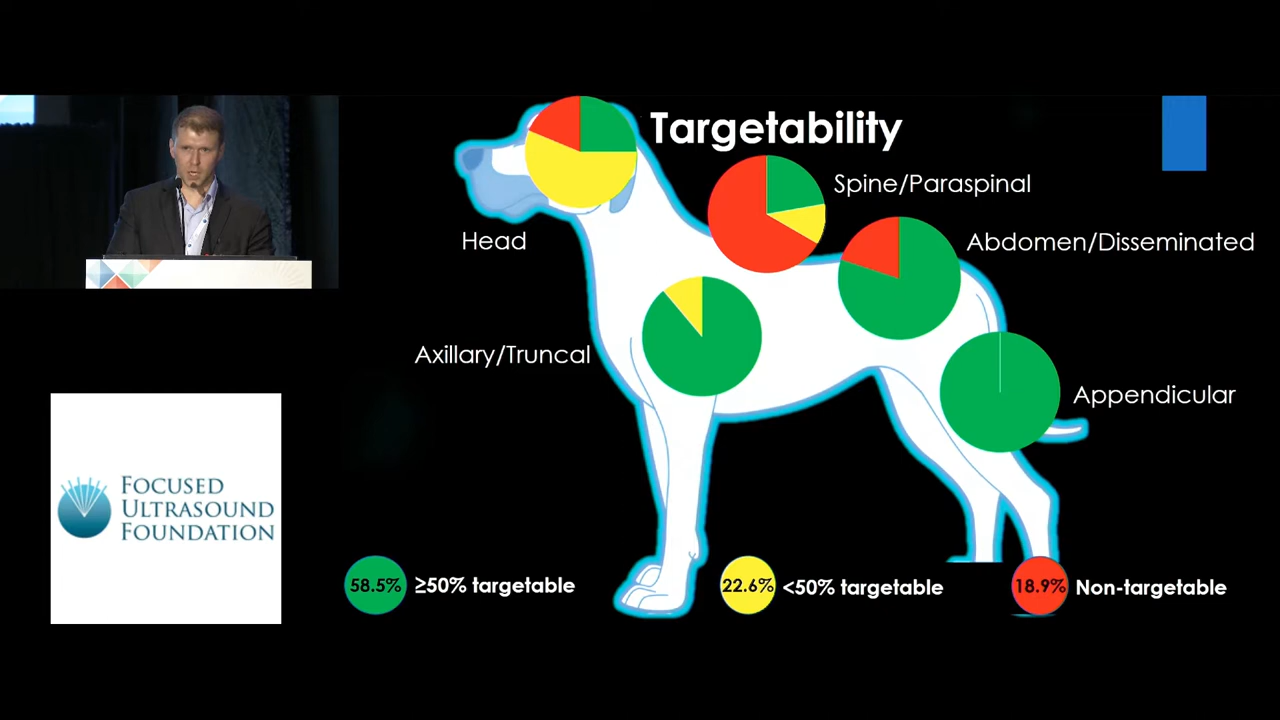 Targetability
Spine/Paraspinal
Head
Abdomen/Disseminated
Axillary/Truncal
Appendicular
FOCUSED
ULTRASOUND
FOUNDATION
58.5% ≥50% targetable
22.6% <50% targetable
18.9% Non-targetable